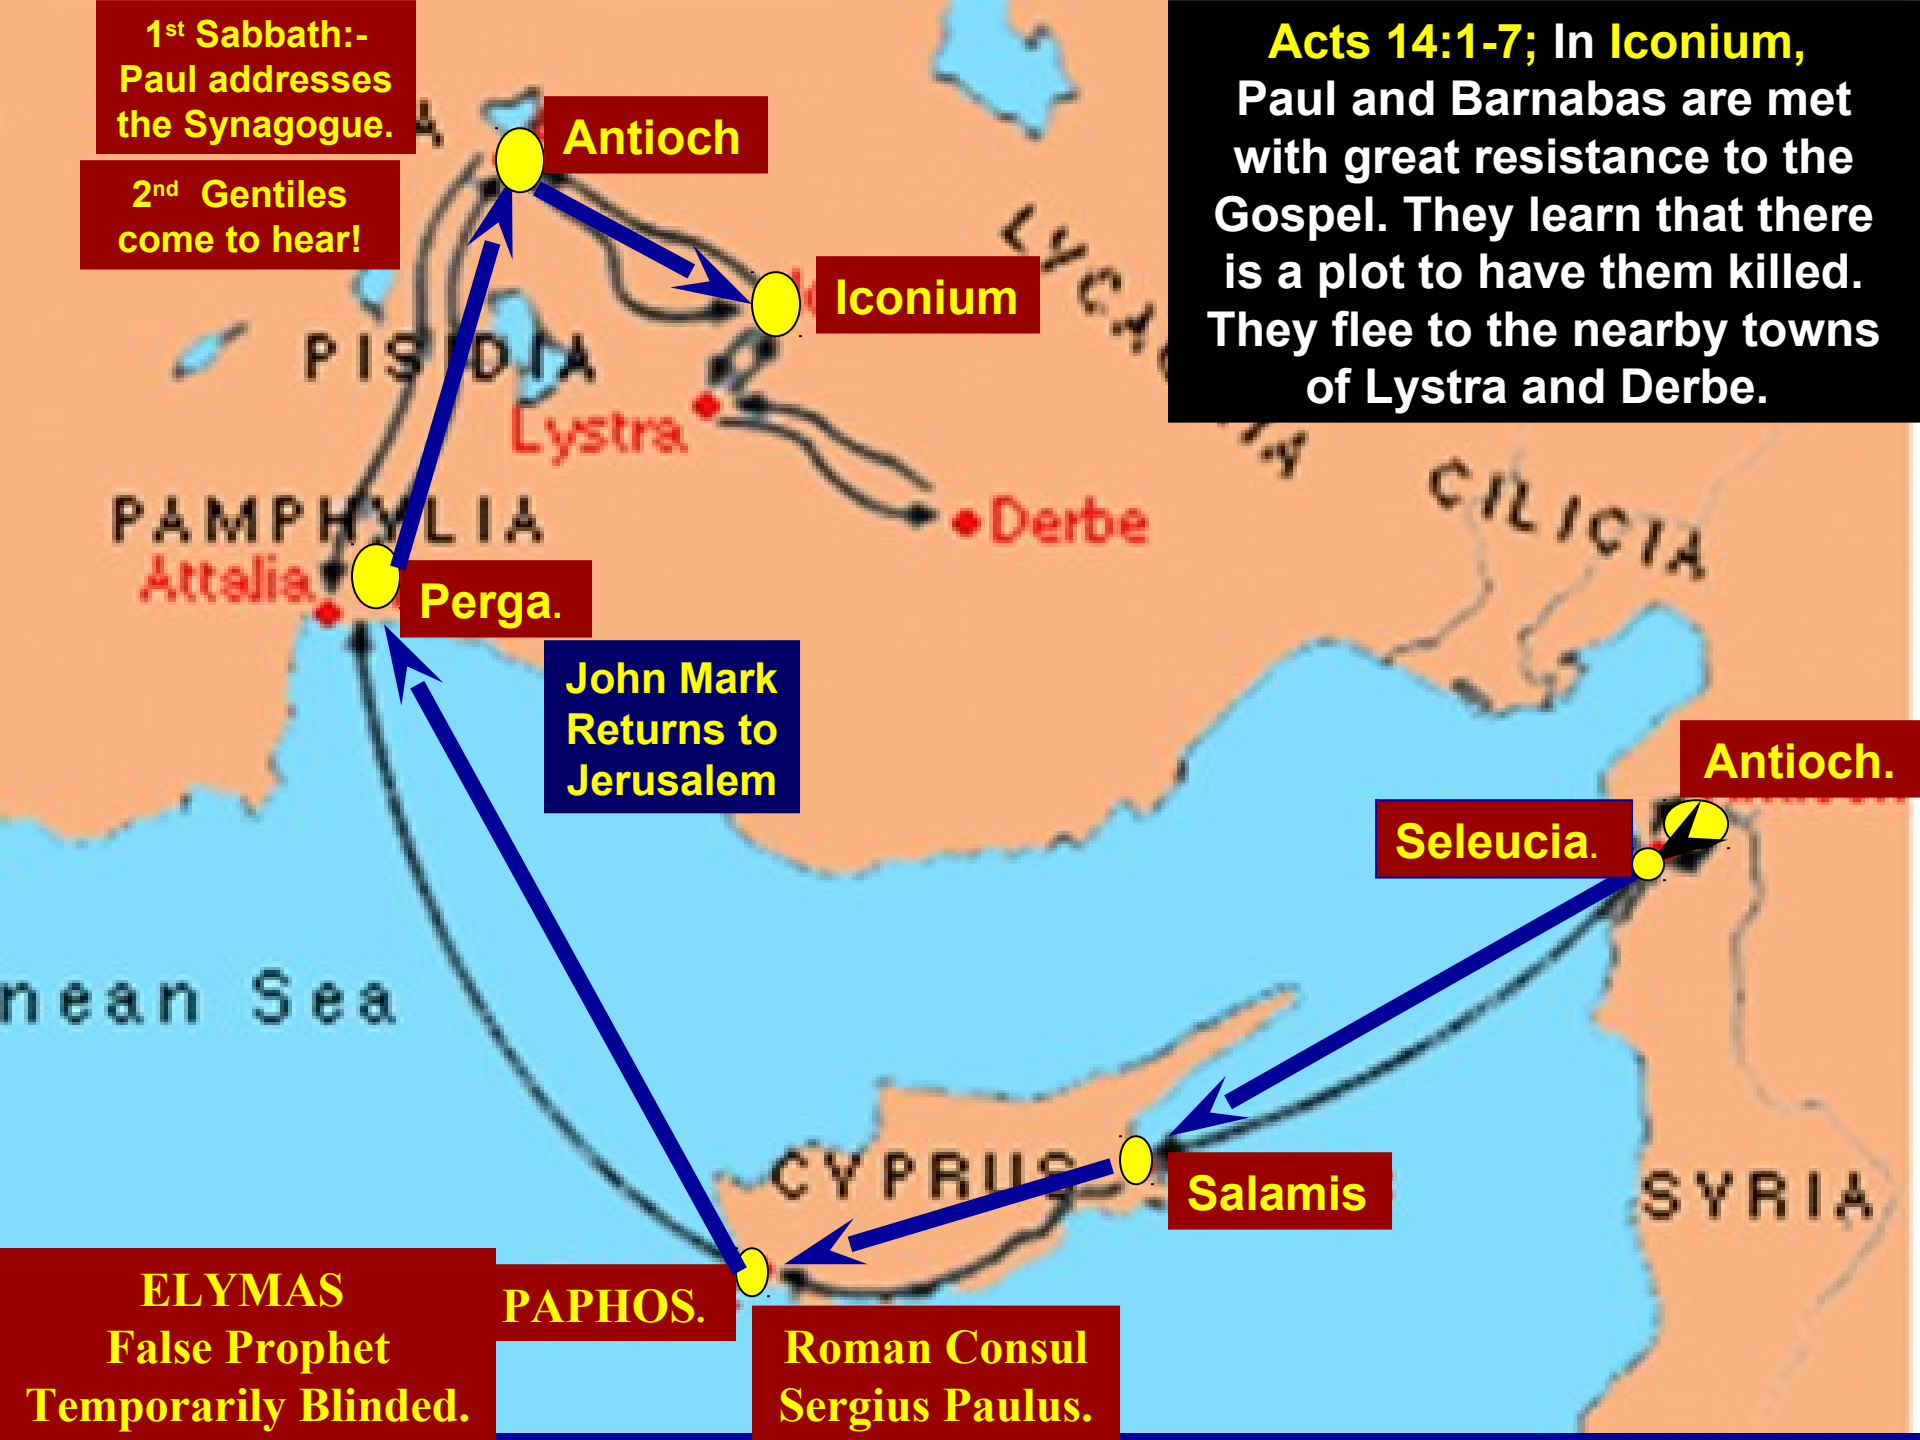 1st Sabbath:-
Paul addresses
the Synagogue.
2nd Gentiles
come to hear!
A
Antioch
Acts 14:1-7; In Iconium,
Paul and Barnabas are met
with great resistance to the
Gospel. They learn that there
is a plot to have them killed.
They flee to the nearby towns
of Lystra and Derbe.
Iconium
PISIDIA
Lystra
Derbe
CILICIA
PAMPHYLIA
Attalia
Perga.
John Mark
Returns to
Jerusalem
Antioch.
Seleucia.
nean Sea
CYPRUS
Salamis
SYRIA
PAPHOS.
ELYMAS
False Prophet
Temporarily Blinded.
Roman Consul
Sergius Paulus.